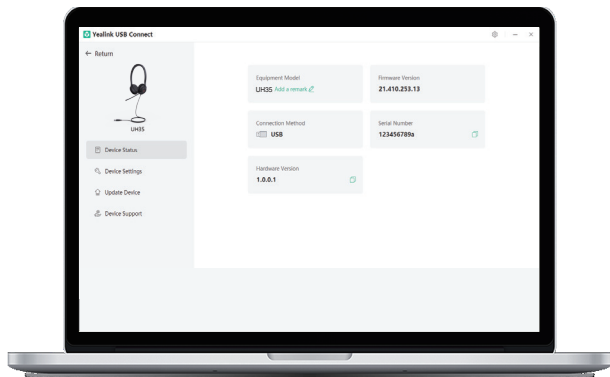 Yealink USB Connect
Return
UH35
Device Status
Device Settings
Update Device
Device Support
Equipment Model
UH35 Add a remark
Firmware Version
21.410.253.13
Connection Method
USB
Serial Number
123456789a
Hardware Version
1.0.0.1